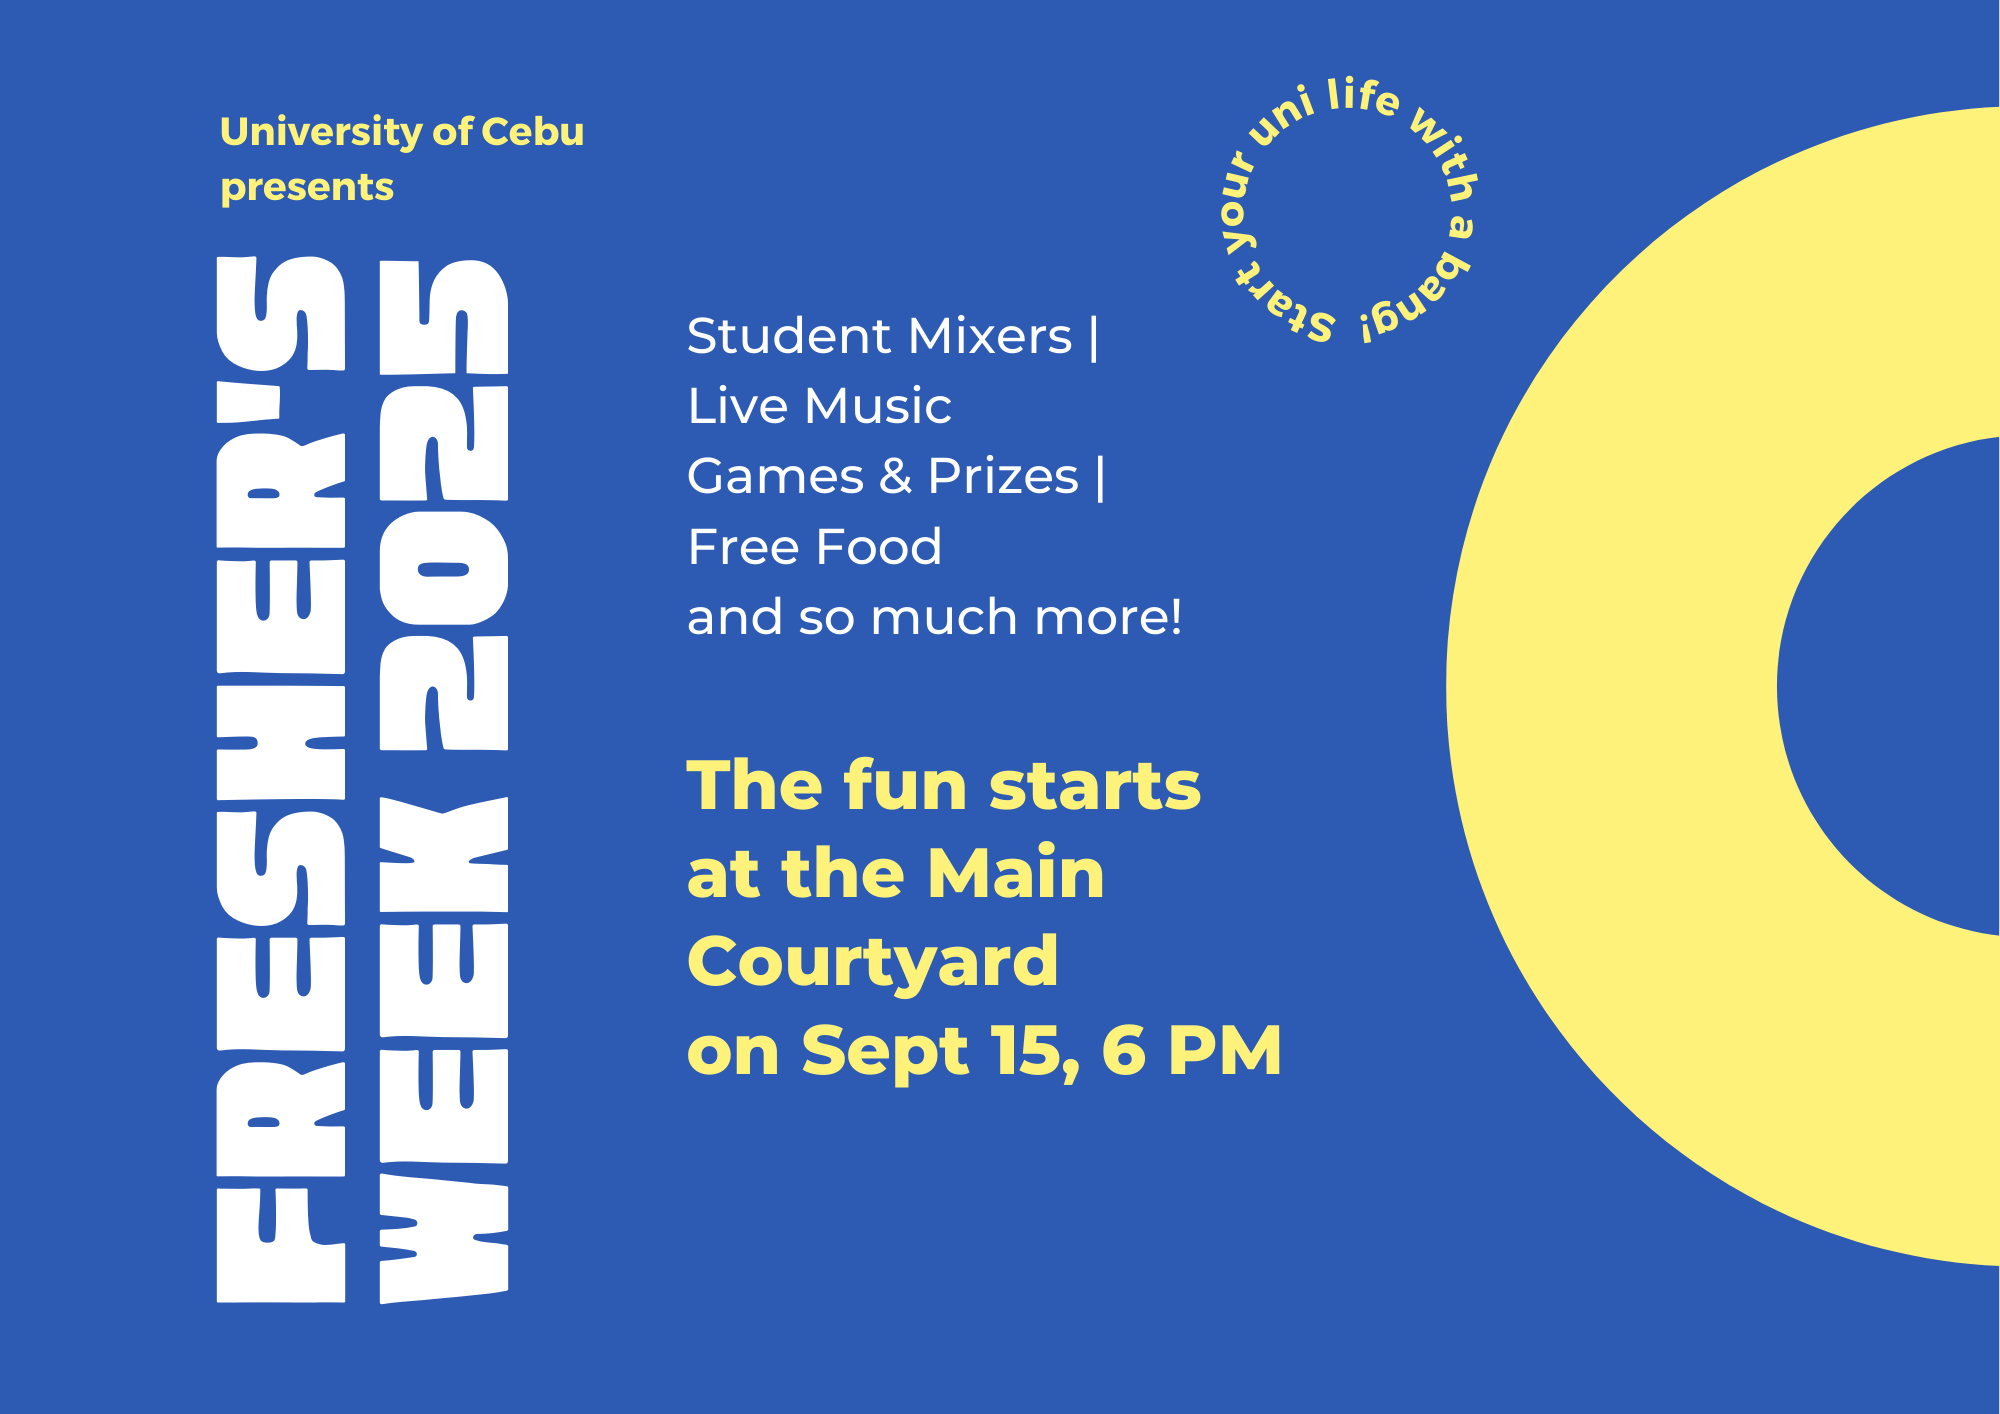 University of Cebu
presents
FRESHER'S
WEEK 2025
Start your uni life with a bang!
Student Mixers |
Live Music
Games & Prizes |
Free Food
and so much more!
The fun starts
at the Main
Courtyard
on Sept 15, 6 PM